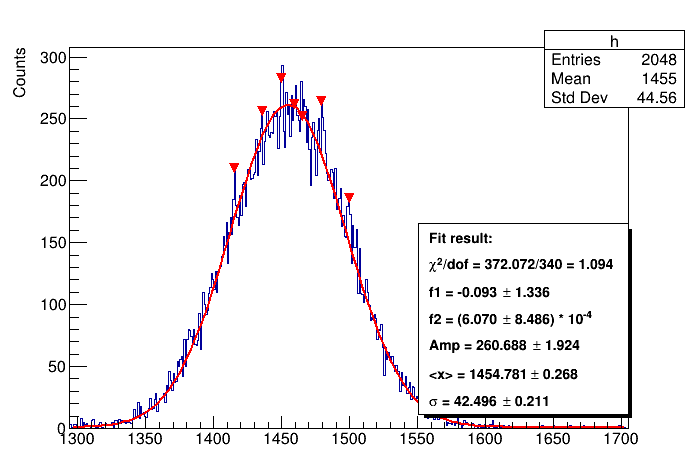 h
Entries 2048
Mean 1455
Std Dev 44.56
Counts
300
250
200
150
100
50
0
Fit result:
χ²/dof = 372.072/340 = 1.094
f1 = -0.093 ± 1.336
f2 = (6.070 ± 8.486) * 10⁻⁴
Amp = 260.688 ± 1.924
<x> = 1454.781 ± 0.268
σ = 42.496 ± 0.211
1300 1350 1400 1450 1500 1550 1600 1650 1700